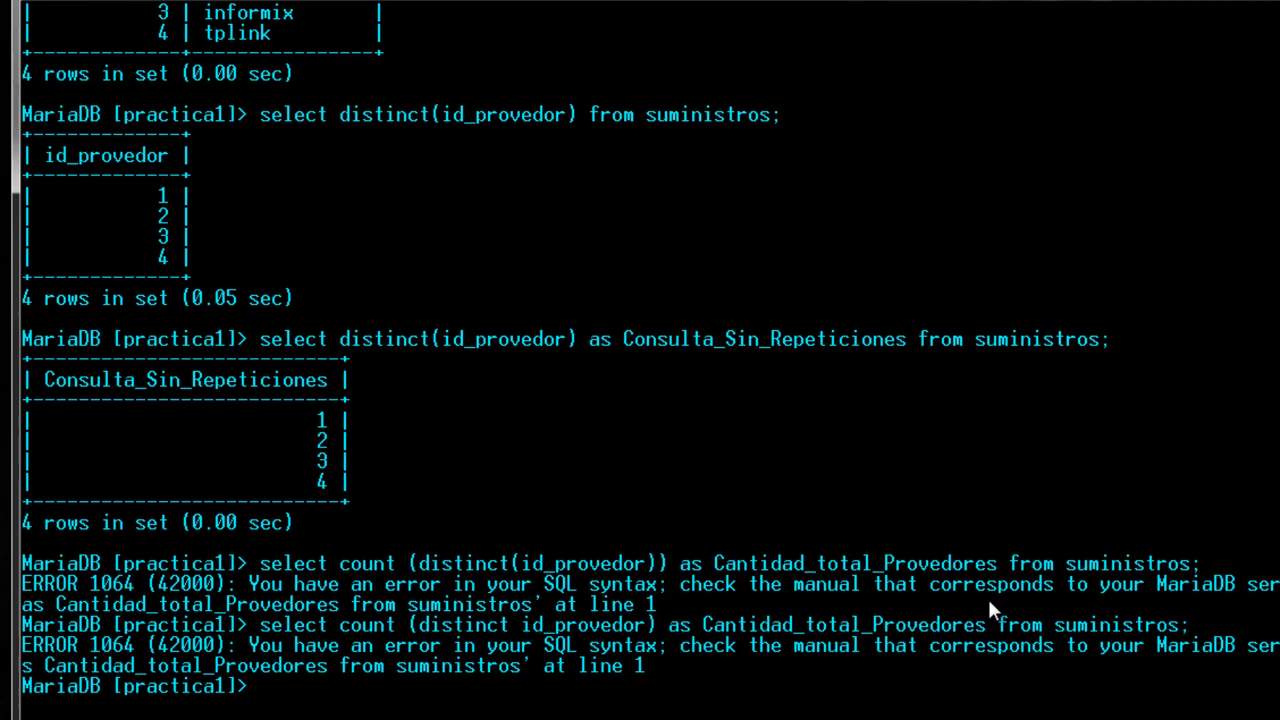 |            3 | informix       |
|            4 | tplink         |
+--------------+-----------------+
4 rows in set (0.00 sec)
MariaDB [practica1]> select distinct(id_provedor) from suministros;
+-------------+
| id_provedor |
+-------------+
|           1 |
|           2 |
|           3 |
|           4 |
+-------------+
4 rows in set (0.05 sec)
MariaDB [practica1]> select distinct(id_provedor) as Consulta_Sin_Repeticiones from suministros;
+---------------------------+
| Consulta_Sin_Repeticiones |
+---------------------------+
|                         1 |
|                         2 |
|                         3 |
|                         4 |
+---------------------------+
4 rows in set (0.00 sec)
MariaDB [practica1]> select count (distinct(id_provedor)) as Cantidad_total_Provedores from suministros;
ERROR 1064 (42000): You have an error in your SQL syntax; check the manual that corresponds to your MariaDB ser
as Cantidad_total_Provedores from suministros' at line 1
MariaDB [practica1]> select count (distinct id_provedor) as Cantidad_total_Provedores from suministros;
ERROR 1064 (42000): You have an error in your SQL syntax; check the manual that corresponds to your MariaDB ser
s Cantidad_total_Provedores from suministros' at line 1
MariaDB [practica1]>